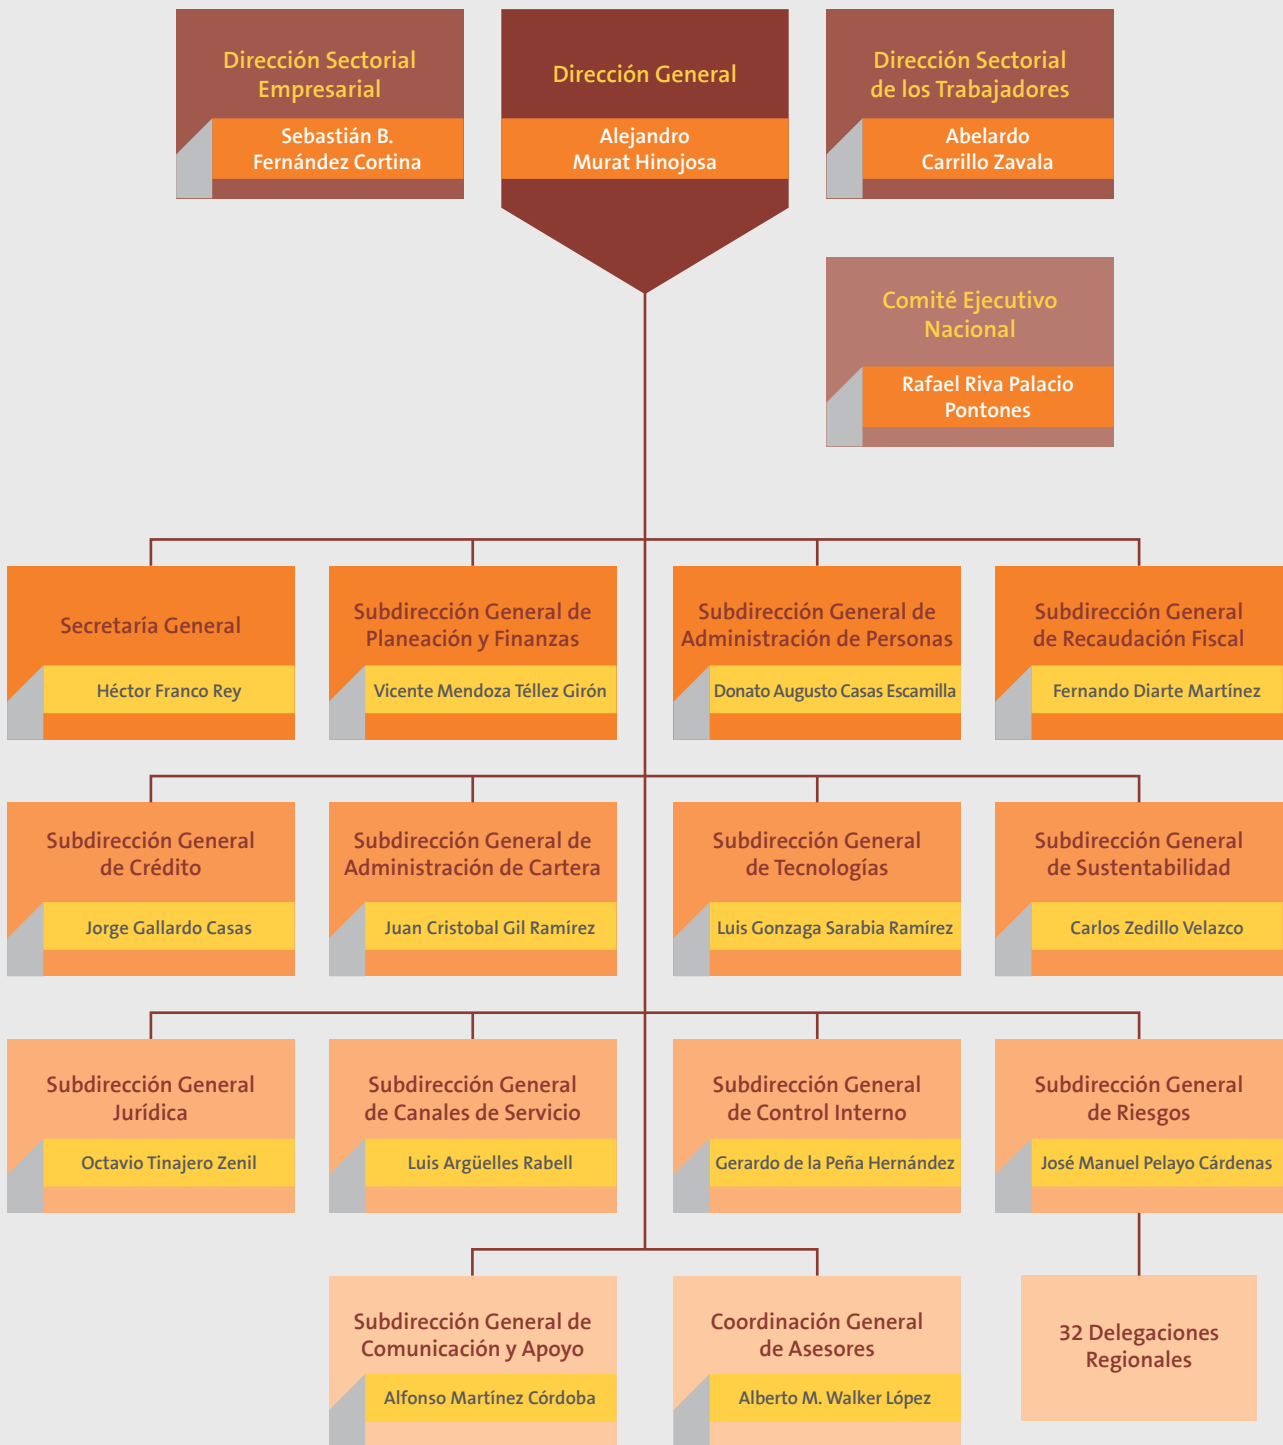 Dirección Sectorial
Empresarial
Sebastián B.
Fernández Cortina
Dirección General
Alejandro
Murat Hinojosa
Dirección Sectorial
de los Trabajadores
Abelardo
Carrillo Zavala
Comité Ejecutivo
Nacional
Rafael Riva Palacio
Pontones
Secretaría General
Héctor Franco Rey
Subdirección General de
Planeación y Finanzas
Vicente Mendoza Téllez Girón
Subdirección General de
Administración de Personas
Donato Augusto Casas Escamilla
Subdirección General
de Recaudación Fiscal
Fernando Diarte Martínez
Subdirección General
de Crédito
Jorge Gallardo Casas
Subdirección General de
Administración de Cartera
Juan Cristobal Gil Ramírez
Subdirección General
de Tecnologías
Luis Gonzaga Sarabia Ramírez
Subdirección General
de Sustentabilidad
Carlos Zedillo Velazco
Subdirección General
Jurídica
Octavio Tinajero Zenil
Subdirección General
de Canales de Servicio
Luis Argüelles Rabell
Subdirección General
de Control Interno
Gerardo de la Peña Hernández
Subdirección General
de Riesgos
José Manuel Pelayo Cárdenas
Subdirección General de
Comunicación y Apoyo
Alfonso Martínez Córdoba
Coordinación General
de Asesores
Alberto M. Walker López
32 Delegaciones
Regionales